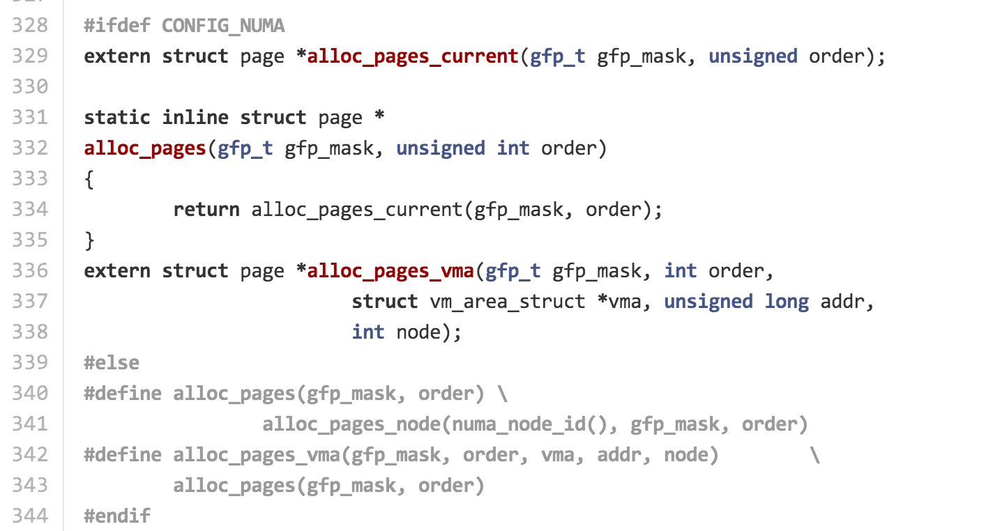 328 #ifdef CONFIG_NUMA
329 extern struct page *alloc_pages_current(gfp_t gfp_mask, unsigned order);
330
331 static inline struct page *
332 alloc_pages(gfp_t gfp_mask, unsigned int order)
333 {
334         return alloc_pages_current(gfp_mask, order);
335 }
336 extern struct page *alloc_pages_vma(gfp_t gfp_mask, int order,
337                         struct vm_area_struct *vma, unsigned long addr,
338                         int node);
339 #else
340 #define alloc_pages(gfp_mask, order) \
341                 alloc_pages_node(numa_node_id(), gfp_mask, order)
342 #define alloc_pages_vma(gfp_mask, order, vma, addr, node)        \
343         alloc_pages(gfp_mask, order)
344 #endif